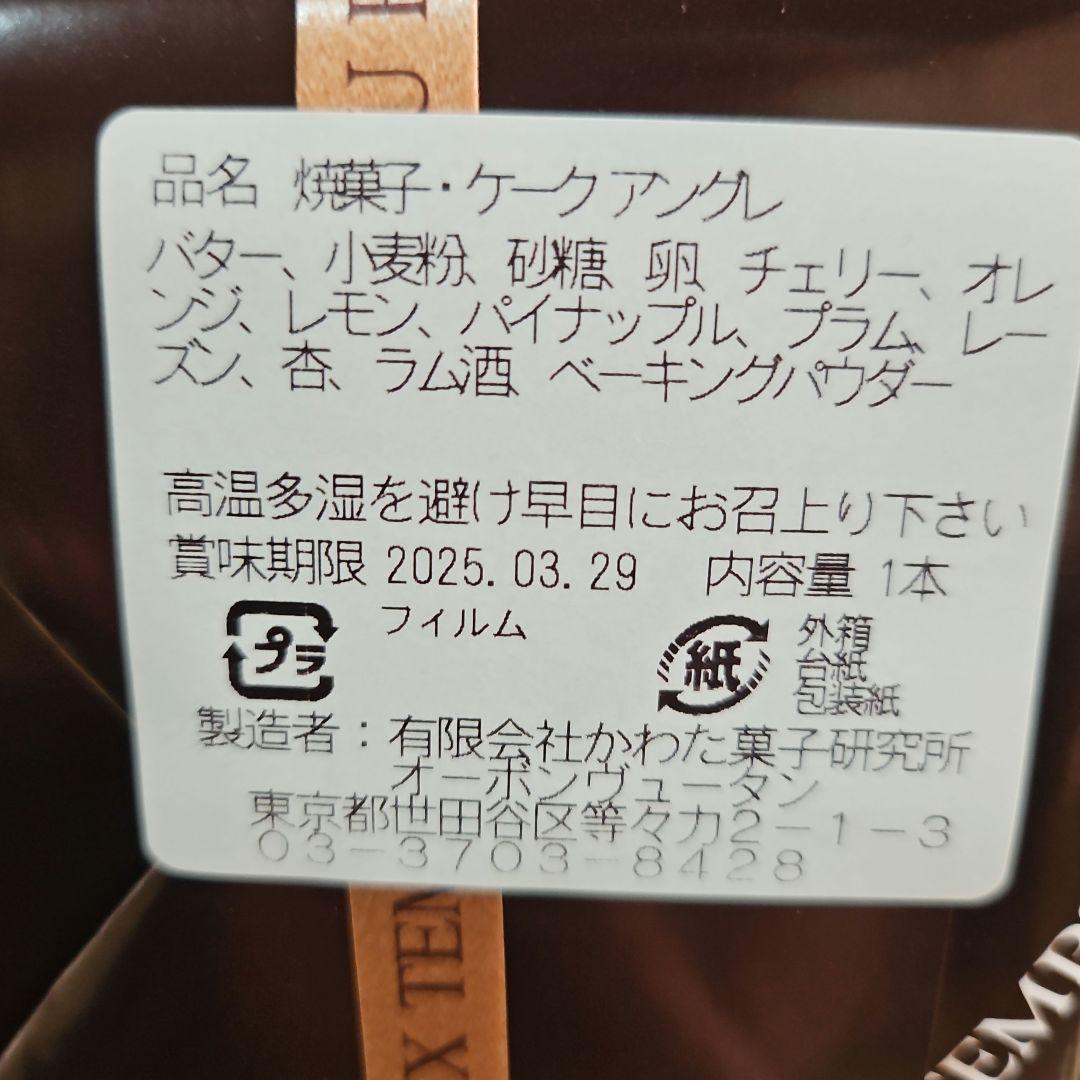 U
品名 焼菓子・ケークアングレ
バター、小麦粉、砂糖、卵、チェリー、オレ
ンジ、レモン、パイナップル、プラム、レー
ズン、杏、ラム酒、ベーキングパウダー
高温多湿を避け早目にお召上り下さい
賞味期限 2025.03.29 内容量 1本
プラ フィルム 紙 外箱
台紙
包装紙
製造者：有限会社かわた菓子研究所
オーボンヴュータン
東京都世田谷区等々力2－1－3
03－3703－8428
X TEM
TEMP